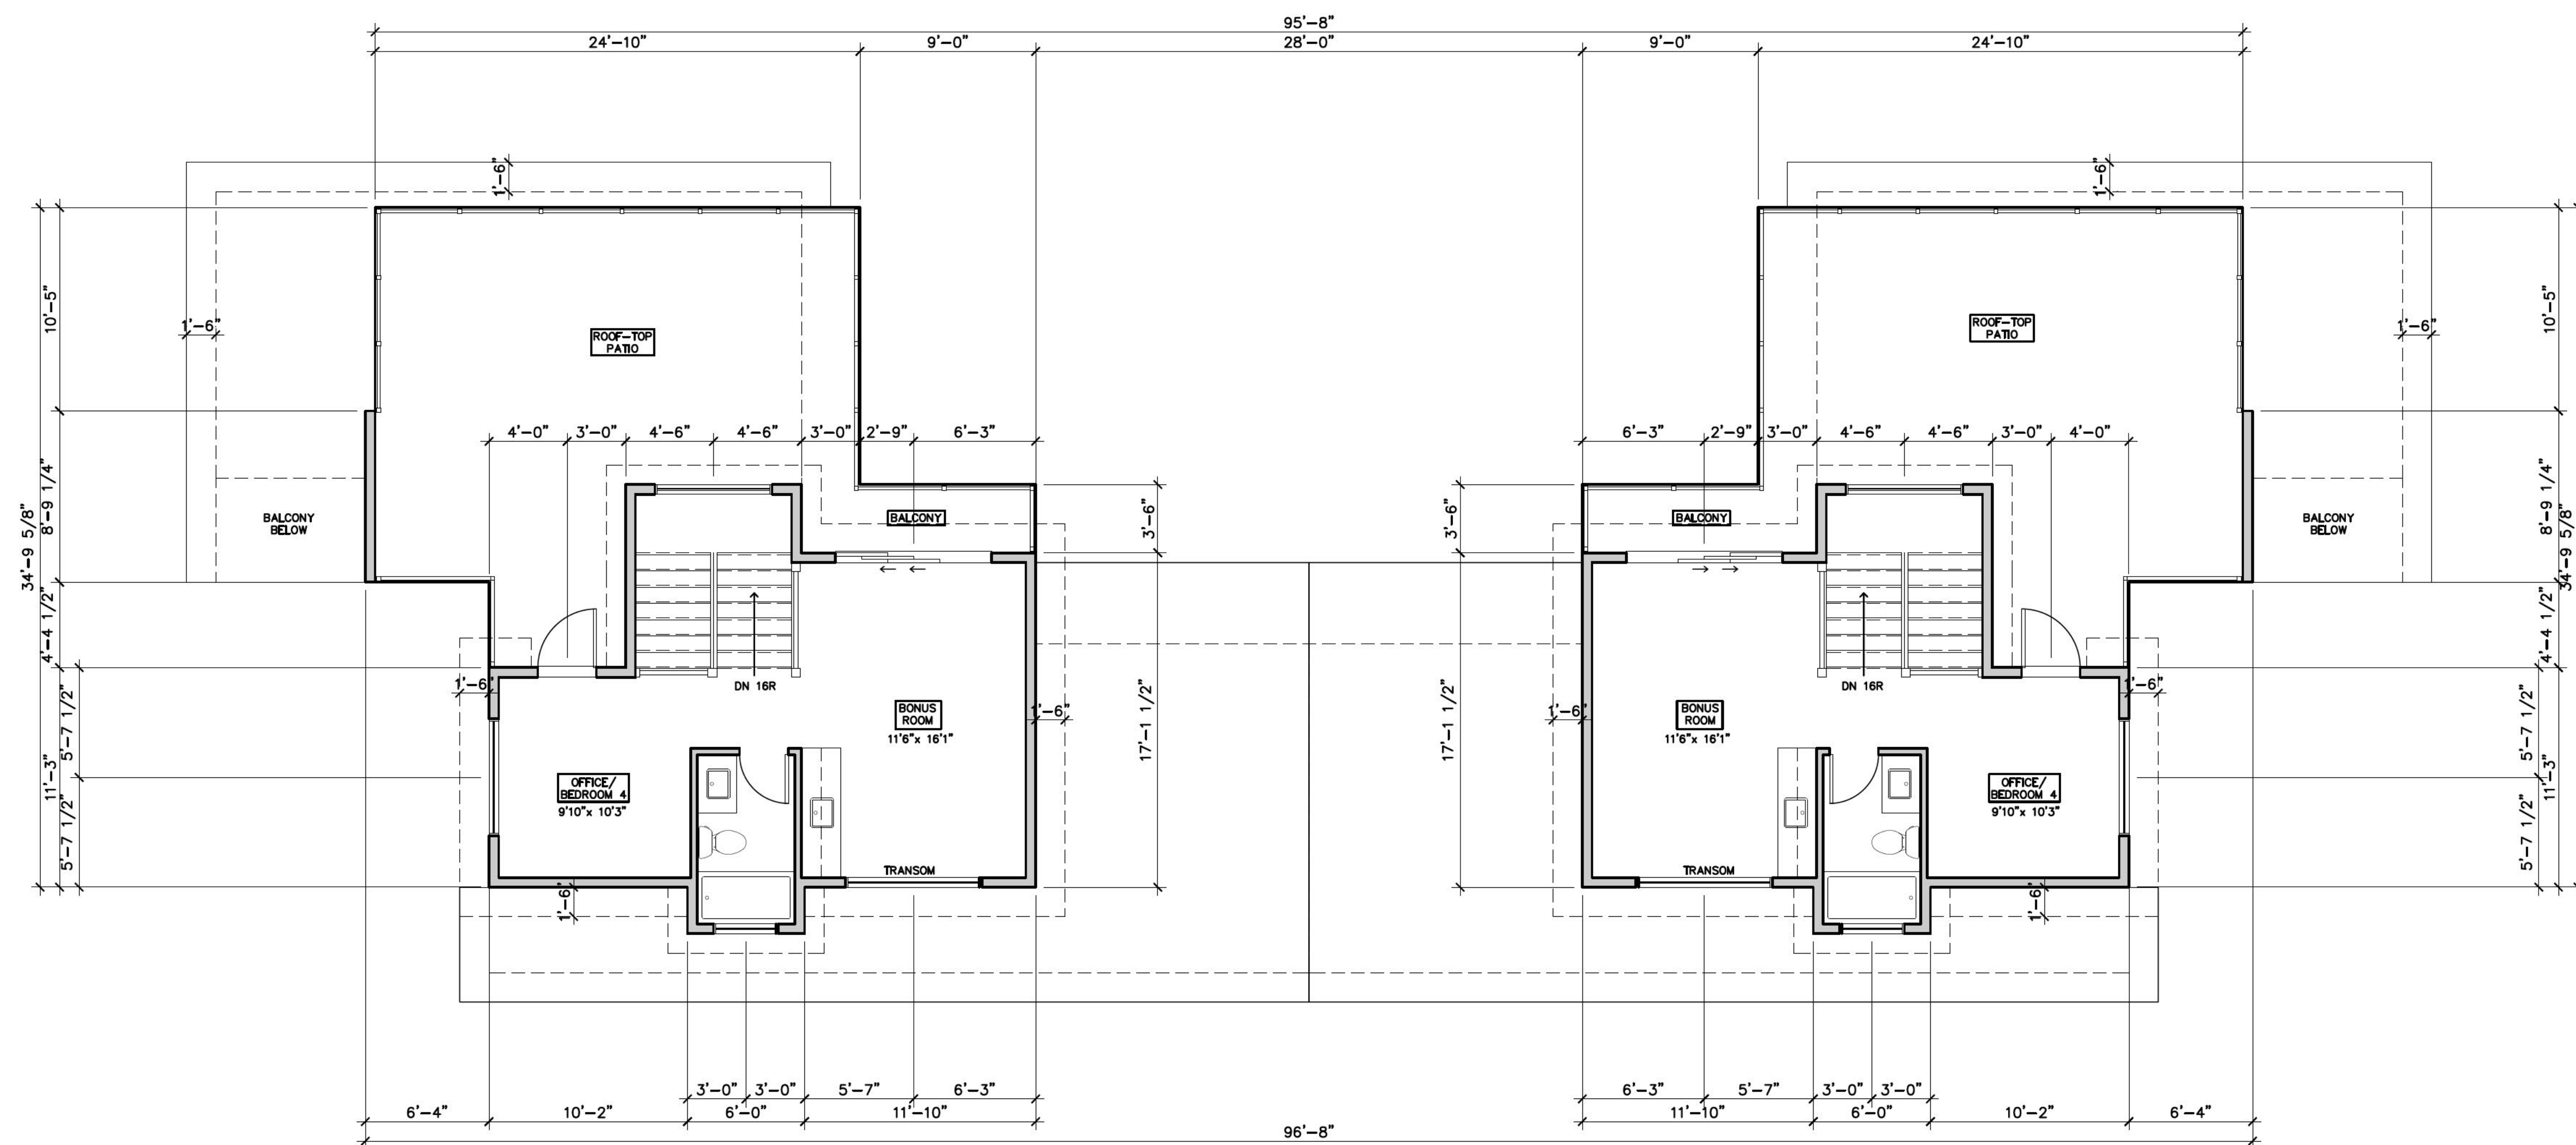 95'-8"
24'-10" 9'-0" 28'-0" 9'-0" 24'-10"
1'-6" 1'-6"
10'-5" 10'-5"
1'-6" 1'-6"
ROOF-TOP
PATIO
ROOF-TOP
PATIO
4'-0" 3'-0" 4'-6" 4'-6" 3'-0" 2'-9" 6'-3"
6'-3" 2'-9" 3'-0" 4'-6" 4'-6" 3'-0" 4'-0"
34'-9 5/8" 8'-9 1/4"
8'-9 1/4" 34'-9 5/8"
BALCONY
BELOW
BALCONY
BALCONY
BALCONY
BELOW
3'-6" 3'-6"
4'-4 1/2" 4'-4 1/2"
DN 16R DN 16R
1'-6" 1'-6" 1'-6" 1'-6"
BONUS
ROOM
11'6"x 16'1"
BONUS
ROOM
11'6"x 16'1"
17'-1 1/2" 17'-1 1/2"
11'-3" 5'-7 1/2" 5'-7 1/2"
5'-7 1/2" 5'-7 1/2" 11'-3"
OFFICE/
BEDROOM 4
9'10"x 10'3"
OFFICE/
BEDROOM 4
9'10"x 10'3"
TRANSOM TRANSOM
1'-6" 1'-6"
3'-0" 3'-0" 5'-7" 6'-3"
6'-3" 5'-7" 3'-0" 3'-0"
6'-4" 10'-2" 6'-0" 11'-10"
11'-10" 6'-0" 10'-2" 6'-4"
96'-8"